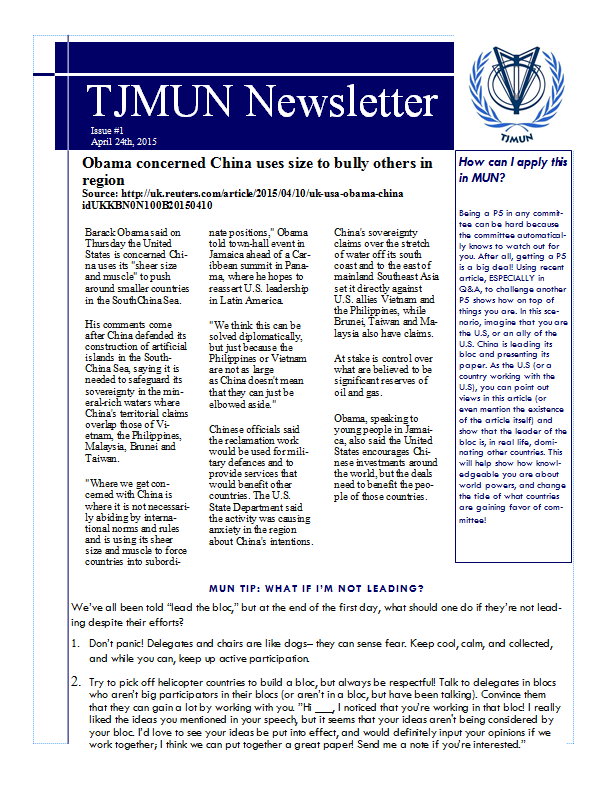 TJMUN Newsletter
Issue #1
April 24th, 2015
TJMUN
Obama concerned China uses size to bully others in
region
Source: http://uk.reuters.com/article/2015/04/10/uk-usa-obama-china
idUKKBN0N100B20150410
Barack Obama said on
Thursday the United
States is concerned Chi-
na uses its "sheer size
and muscle" to push
around smaller countries
in the SouthChina Sea.
His comments come
after China defended its
construction of artificial
islands in the South-
China Sea, saying it is
needed to safeguard its
sovereignty in the min-
eral-rich waters where
China's territorial claims
overlap those of Vi-
etnam, the Philippines,
Malaysia, Brunei and
Taiwan.
"Where we get con-
cerned with China is
where it is not necessari-
ly abiding by interna-
tional norms and rules
and is using its sheer
size and muscle to force
countries into subordi-
nate positions," Obama
told town-hall event in
Jamaica ahead of a Car-
ibbean summit in Pana-
ma, where he hopes to
reassert U.S. leadership
in Latin America.
"We think this can be
solved diplomatically,
but just because the
Philippines or Vietnam
are not as large
as China doesn't mean
that they can just be
elbowed aside."
Chinese officials said
the reclamation work
would be used for mili-
tary defences and to
provide services that
would benefit other
countries. The U.S.
State Department said
the activity was causing
anxiety in the region
about China's intentions.
China's sovereignty
claims over the stretch
of water off its south
coast and to the east of
mainland Southeast Asia
set it directly against
U.S. allies Vietnam and
the Philippines, while
Brunei, Taiwan and Ma-
laysia also have claims.
At stake is control over
what are believed to be
significant reserves of
oil and gas.
Obama, speaking to
young people in Jamai-
ca, also said the United
States encourages Chi-
nese investments around
the world, but the deals
need to benefit the peo-
ple of those countries.
How can I apply this
in MUN?
Being a P5 in any commit-
tee can be hard because
the committee automatical-
ly knows to watch out for
you. After all, getting a P5
is a big deal! Using recent
article, ESPECIALLY in
Q&A, to challenge another
P5 shows how on top of
things you are. In this sce-
nario, imagine that you are
the U.S, or an ally of the
U.S. China is leading its
bloc and presenting its
paper. As the U.S (or a
country working with the
U.S), you can point out
views in this article (or
even mention the existence
of the article itself) and
show that the leader of the
bloc is, in real life, domi-
nating other countries. This
will help show how knowl-
edgeable you are about
world powers, and change
the tide of what countries
are gaining favor of com-
mittee!
MUN TIP: WHAT IF I'M NOT LEADING?
We've all been told “lead the bloc,” but at the end of the first day, what should one do if they're not lead-
ing despite their efforts?
1. Don't panic! Delegates and chairs are like dogs– they can sense fear. Keep cool, calm, and collected,
and while you can, keep up active participation.
2. Try to pick off helicopter countries to build a bloc, but always be respectful! Talk to delegates in blocs
who aren't big participators in their blocs (or aren't in a bloc, but have been talking). Convince them
that they can gain a lot by working with you. “Hi ___, I noticed that you're working in that bloc! I really
liked the ideas you mentioned in your speech, but it seems that your ideas aren't being considered by
your bloc. I'd love to see your ideas be put into effect, and would definitely input your opinions if we
work together; I think we can put together a great paper! Send me a note if you're interested.”